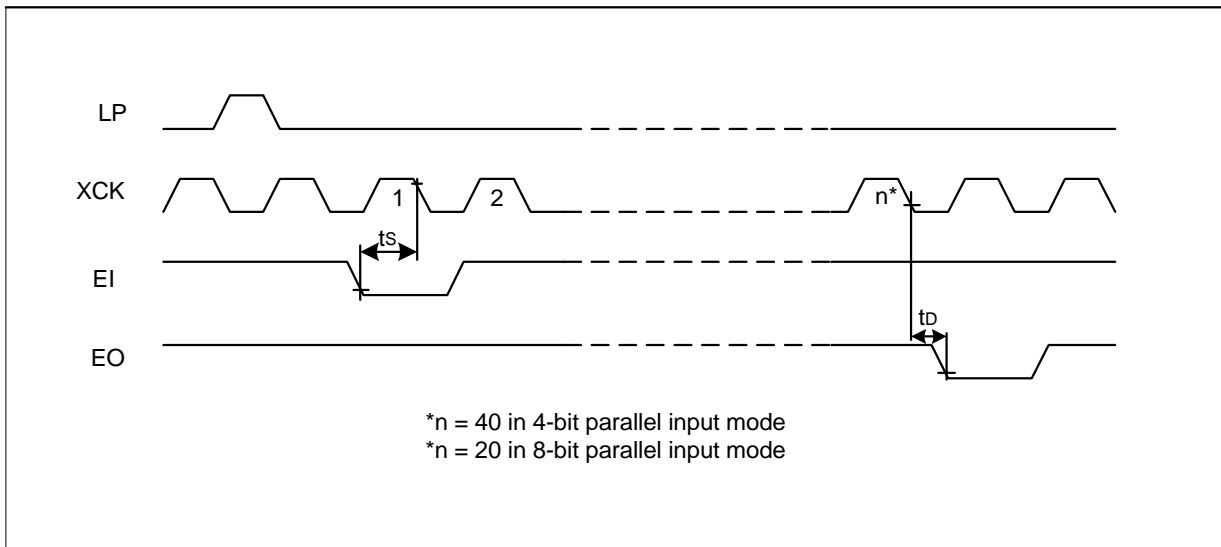 LP
XCK
1
2
n*
tS
EI
tD
EO
*n = 40 in 4-bit parallel input mode
*n = 20 in 8-bit parallel input mode